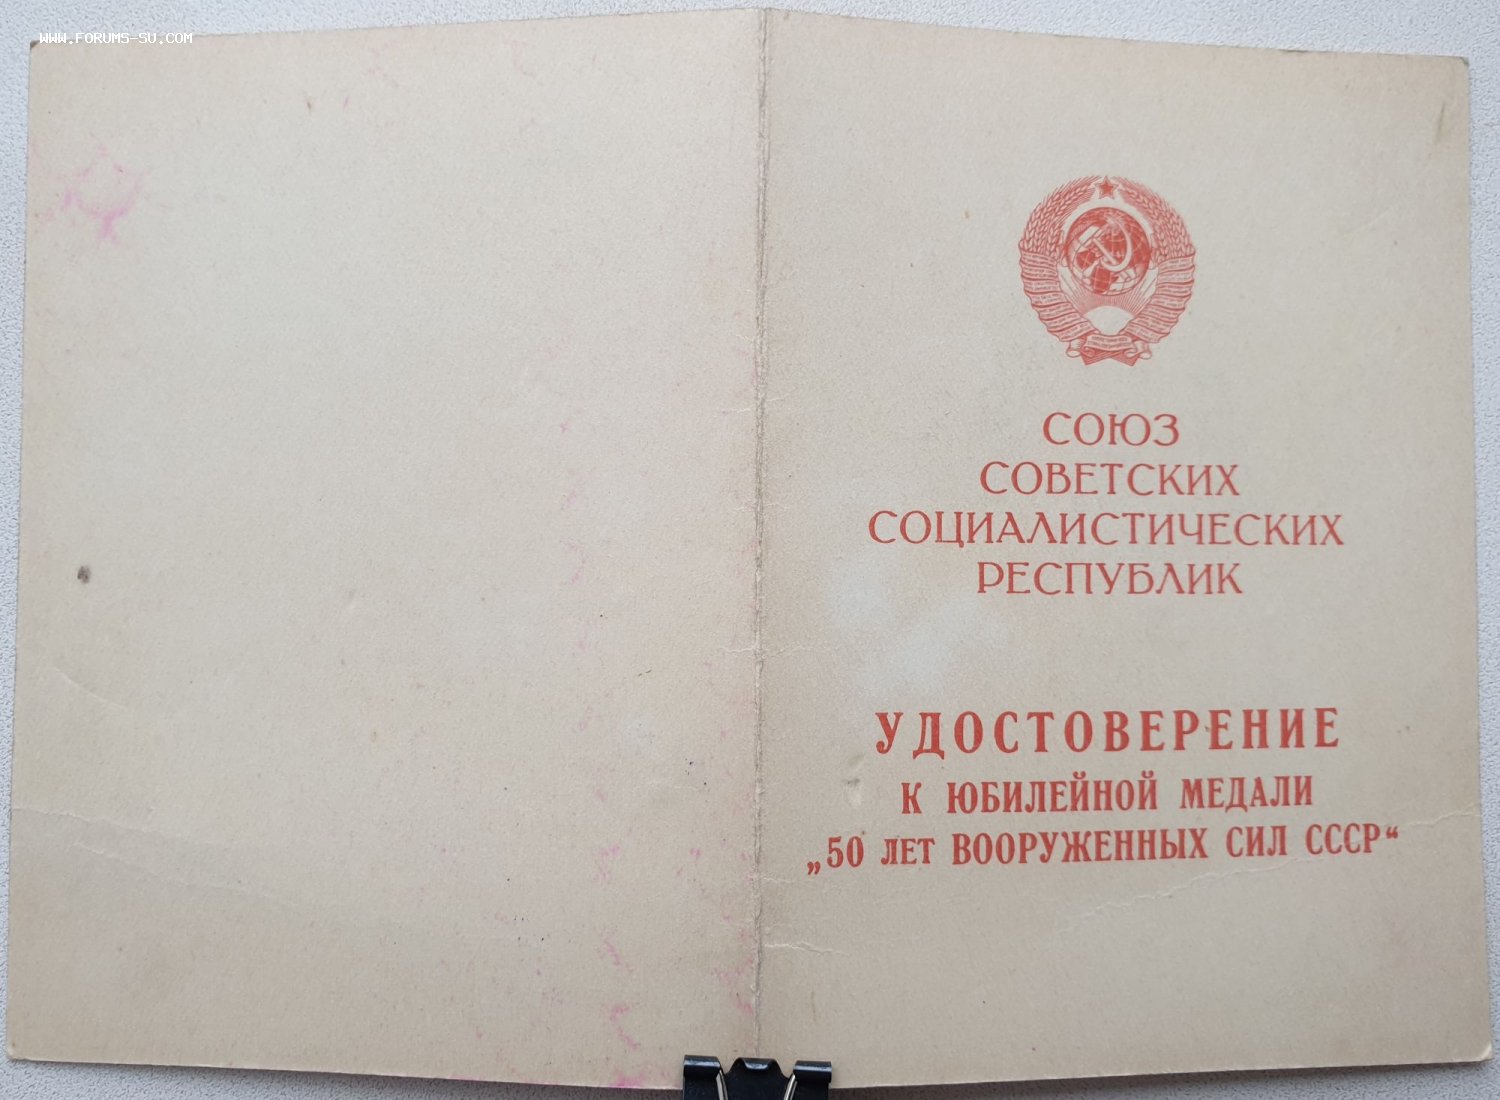 WWW.FORUMS-SU.COM
СОЮЗ
СОВЕТСКИХ
СОЦИАЛИСТИЧЕСКИХ
РЕСПУБЛИК
УДОСТОВЕРЕНИЕ
К ЮБИЛЕЙНОЙ МЕДАЛИ
„50 ЛЕТ ВООРУЖЕННЫХ СИЛ СССР“